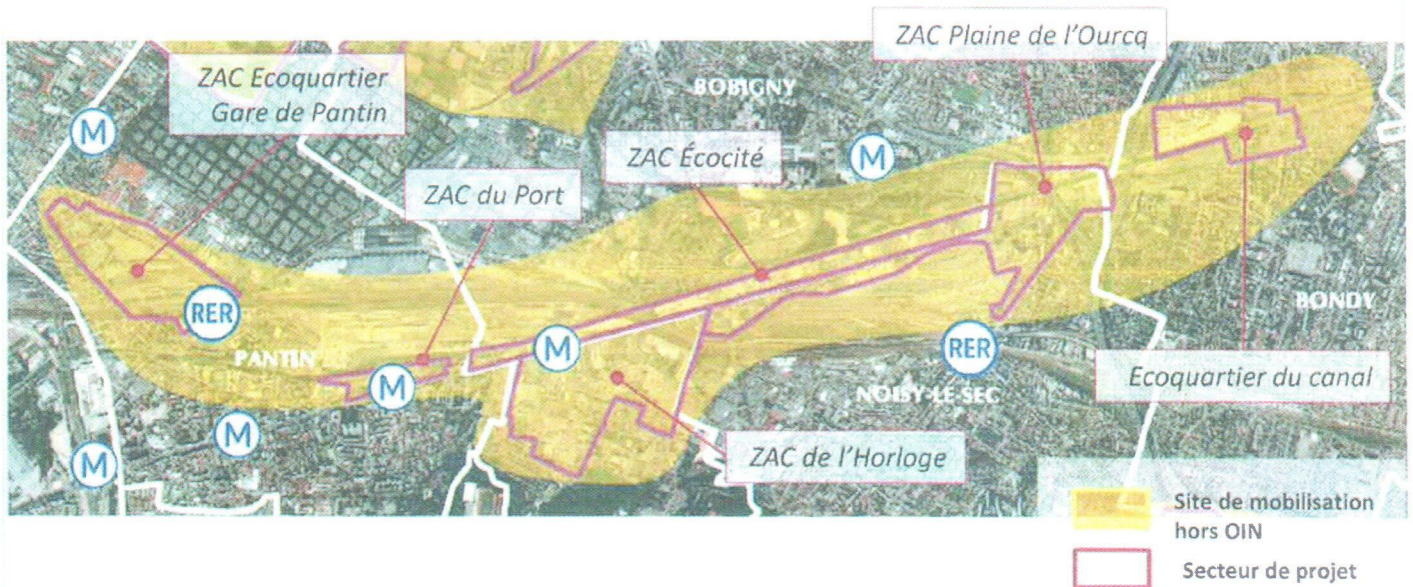 ZAC Plaine de l'Ourcq
ZAC Ecoquartier
Gare de Pantin
BOBIGNY
M
ZAC Écocité
M
ZAC du Port
RER
BONDY
PANTIN
M
RER
M
Ecoquartier du canal
NOISY-LE-SEC
M
ZAC de l'Horloge
M
Site de mobilisation
hors OIN
Secteur de projet